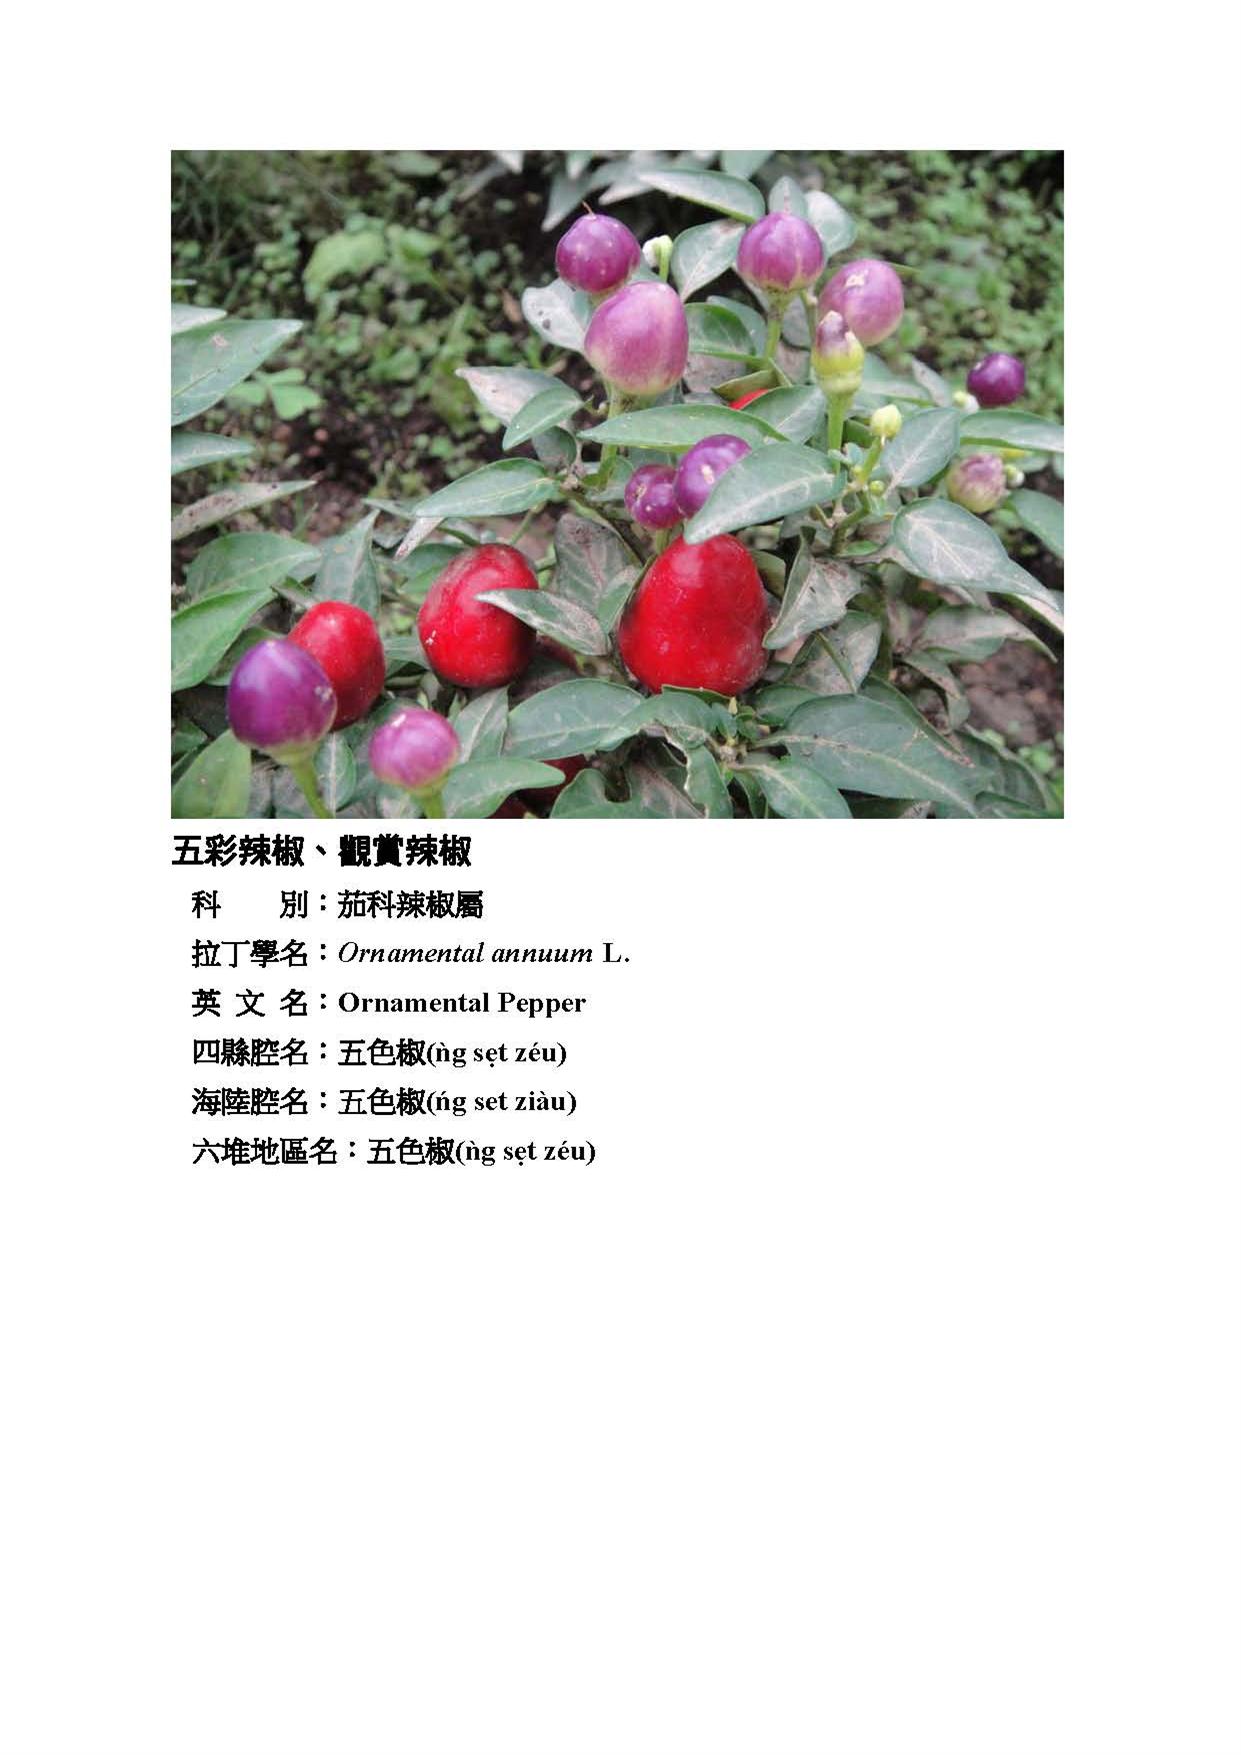 五彩辣椒、觀賞辣椒
科　　別：茄科辣椒屬
拉丁學名：Ornamental annuum L.
英 文 名：Ornamental Pepper
四縣腔名：五色椒(ǹg sẹt zéu)
海陸腔名：五色椒(ńg set ziàu)
六堆地區名：五色椒(ǹg sẹt zéu)